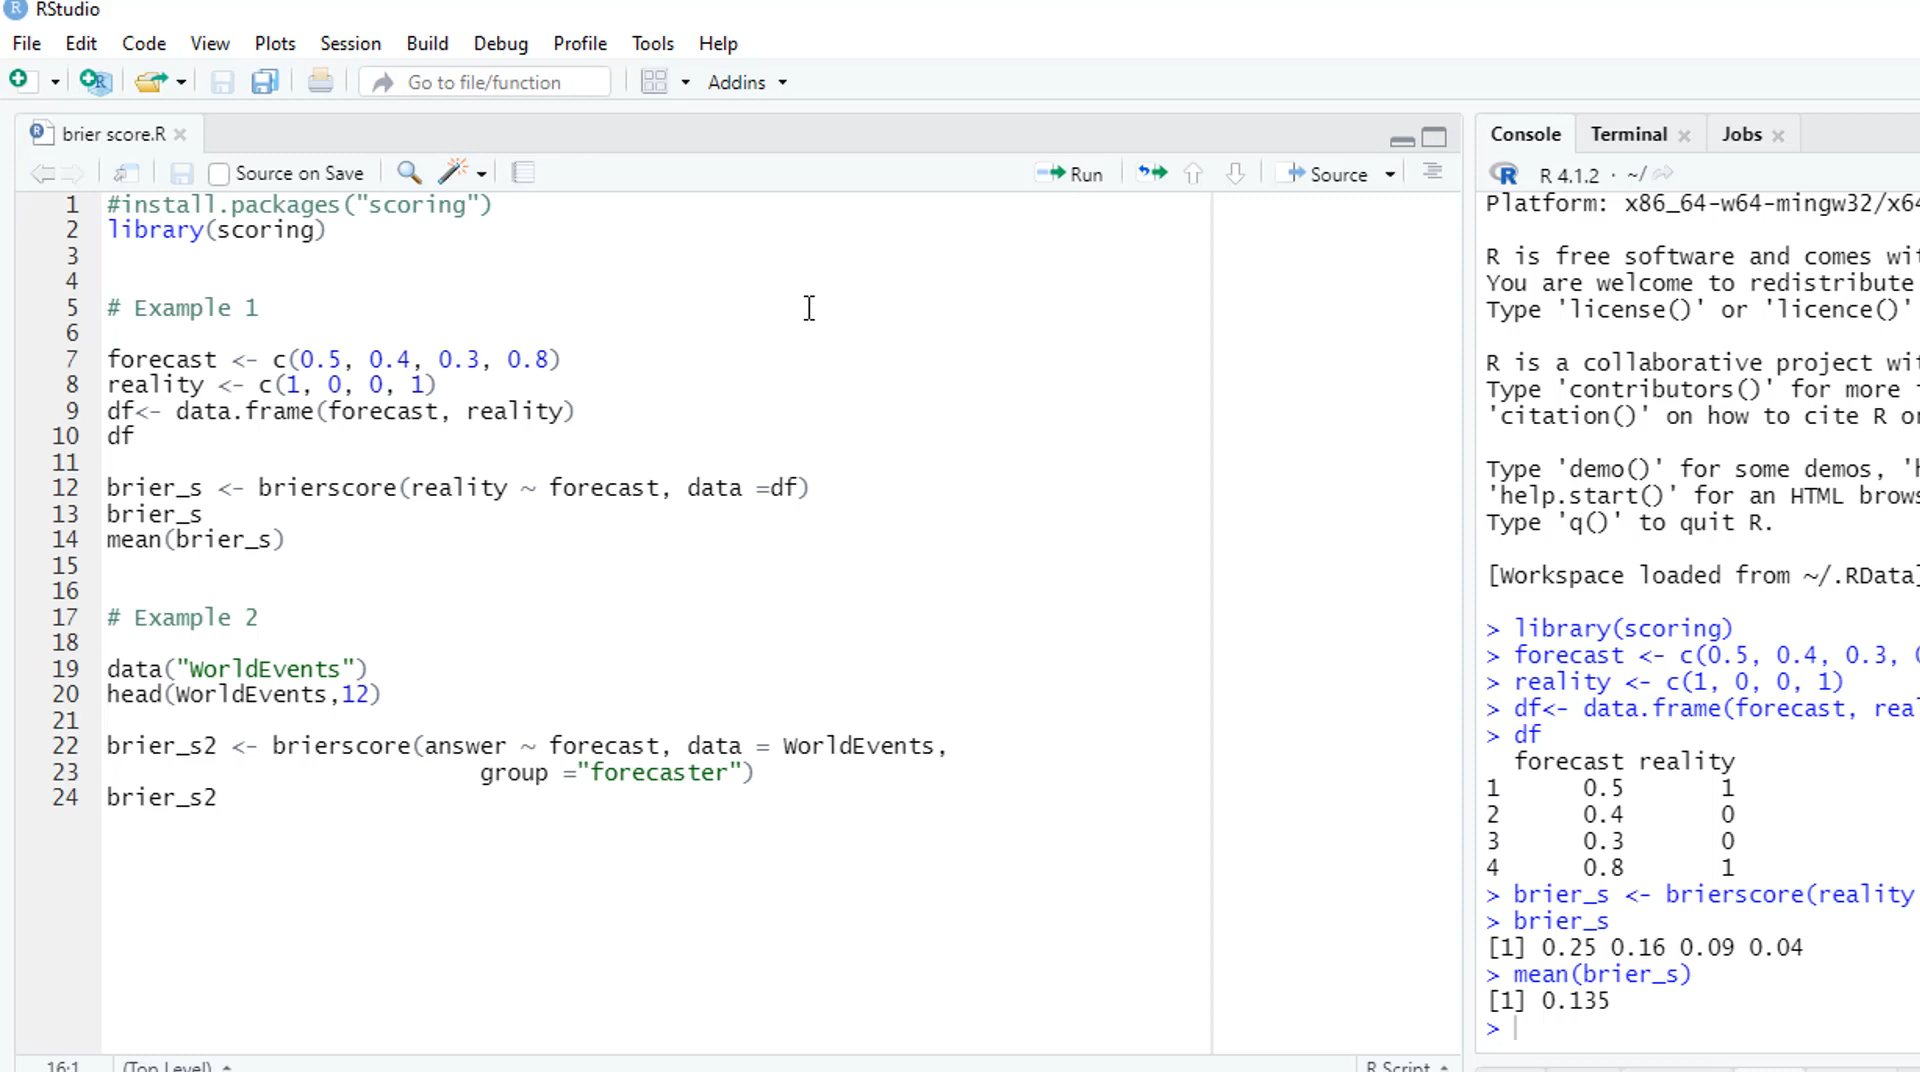 RStudio
File Edit Code View Plots Session Build Debug Profile Tools Help
Go to file/function Addins
brier score.R
Source on Save Run Source
1 #install.packages("scoring")
2 library(scoring)
3
4
5 # Example 1
6
7 forecast <- c(0.5, 0.4, 0.3, 0.8)
8 reality <- c(1, 0, 0, 1)
9 df<- data.frame(forecast, reality)
10 df
11
12 brier_s <- brierscore(reality ~ forecast, data =df)
13 brier_s
14 mean(brier_s)
15
16
17 # Example 2
18
19 data("WorldEvents")
20 head(WorldEvents,12)
21
22 brier_s2 <- brierscore(answer ~ forecast, data = WorldEvents,
23 group ="forecaster")
24 brier_s2
16:1 (Top Level) R Script
Console Terminal Jobs
R 4.1.2 · ~/
Platform: x86_64-w64-mingw32/x64
R is free software and comes wit
You are welcome to redistribute
Type 'license()' or 'licence()'
R is a collaborative project wit
Type 'contributors()' for more
'citation()' on how to cite R or
Type 'demo()' for some demos, 'h
'help.start()' for an HTML brows
Type 'q()' to quit R.
[Workspace loaded from ~/.RData]
> library(scoring)
> forecast <- c(0.5, 0.4, 0.3, 0
> reality <- c(1, 0, 0, 1)
> df<- data.frame(forecast, real
> df
forecast reality
1 0.5 1
2 0.4 0
3 0.3 0
4 0.8 1
> brier_s <- brierscore(reality
> brier_s
[1] 0.25 0.16 0.09 0.04
> mean(brier_s)
[1] 0.135
>